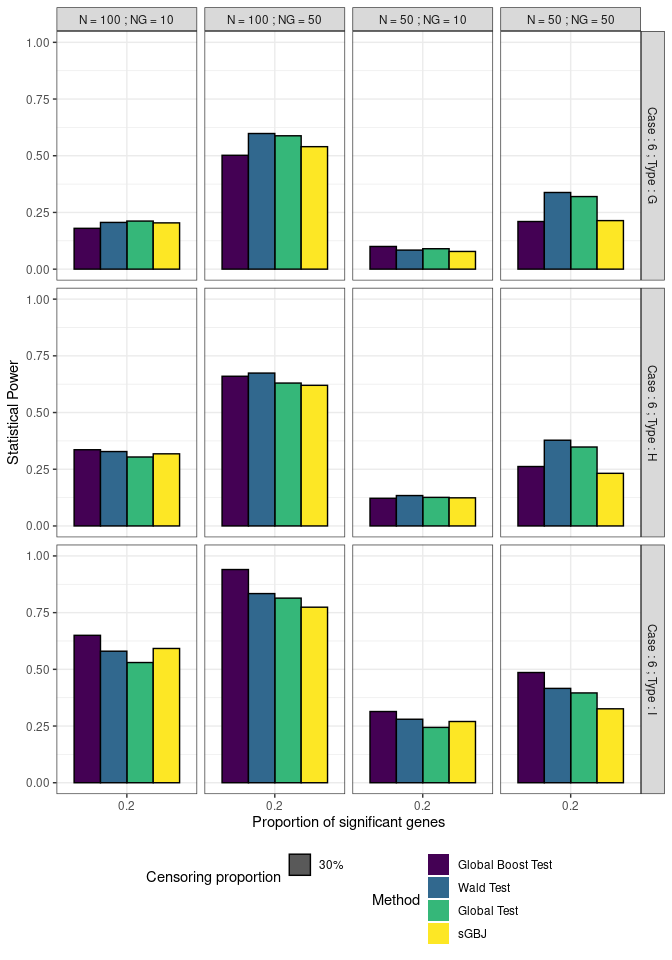 N = 100 ; NG = 10
N = 100 ; NG = 50
N = 50 ; NG = 10
N = 50 ; NG = 50
1.00
0.75
0.50
0.25
0.00
Case : 6 ; Type : G
1.00
0.75
0.50
0.25
0.00
Case : 6 ; Type : H
1.00
0.75
0.50
0.25
0.00
Case : 6 ; Type : I
Statistical Power
0.2
0.2
0.2
0.2
Proportion of significant genes
Censoring proportion
30%
Method
Global Boost Test
Wald Test
Global Test
sGBJ